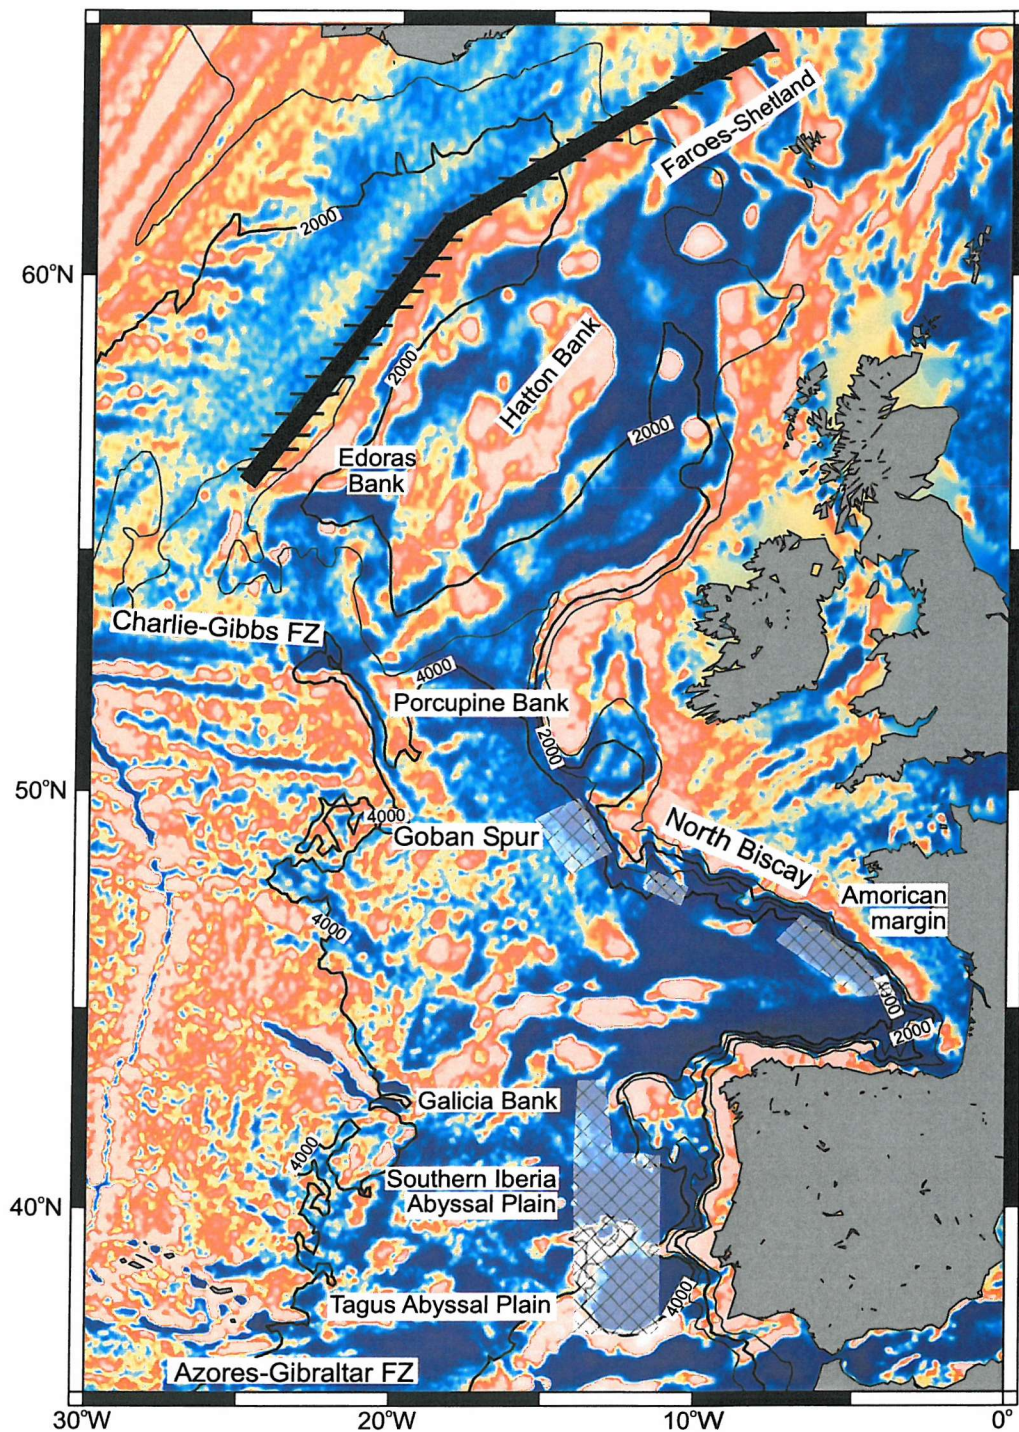 Faroes-Shetland
2000
60°N
Hatton Bank
2000
2000
Edoras
Bank
Charlie-Gibbs FZ
4000
Porcupine Bank
2000
50°N
4000
Goban Spur
North Biscay
Amorican
margin
4000
2000
Galicia Bank
4000
Southern Iberia
Abyssal Plain
40°N
Tagus Abyssal Plain
4000
Azores-Gibraltar FZ
30°W
20°W
10°W
0°